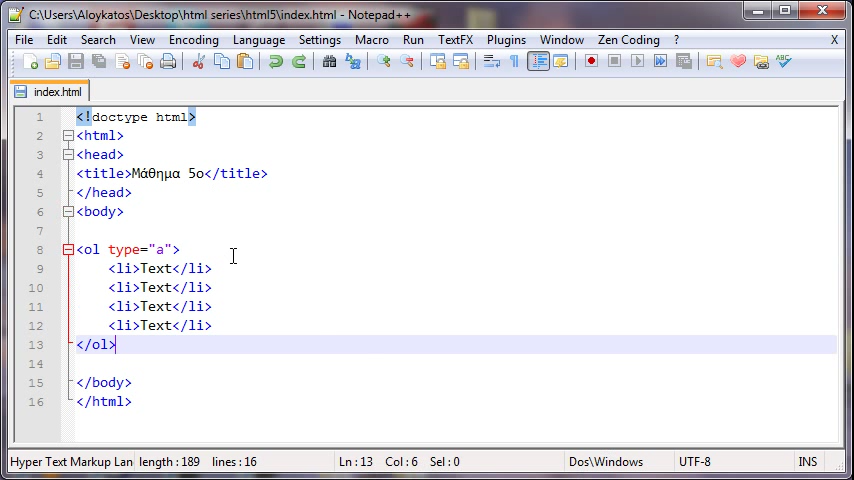 C:\Users\Aloykatos\Desktop\html series\html5\index.html - Notepad++
File Edit Search View Encoding Language Settings Macro Run TextFX Plugins Window Zen Coding ? X
index.html
1 <!doctype html>
2 <html>
3 <head>
4 <title>Μάθημα 5ο</title>
5 </head>
6 <body>
7
8 <ol type="a">
9 <li>Text</li>
10 <li>Text</li>
11 <li>Text</li>
12 <li>Text</li>
13 </ol>
14
15 </body>
16 </html>
Hyper Text Markup Lan length : 189 lines : 16 Ln : 13 Col : 6 Sel : 0 Dos\Windows UTF-8 INS